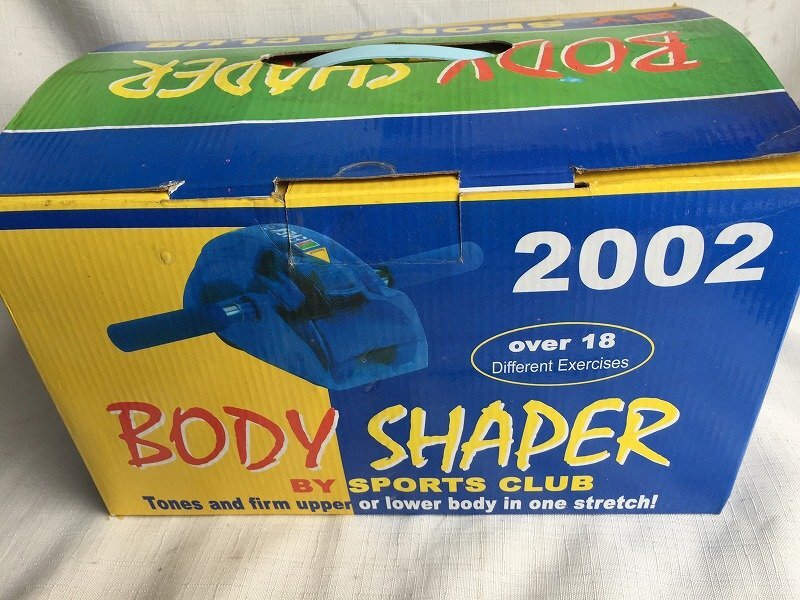 BY SPORTS CLUB
BODY SHAPER
2002
over 18
Different Exercises
BODY SHAPER
BY SPORTS CLUB
Tones and firm upper or lower body in one stretch!